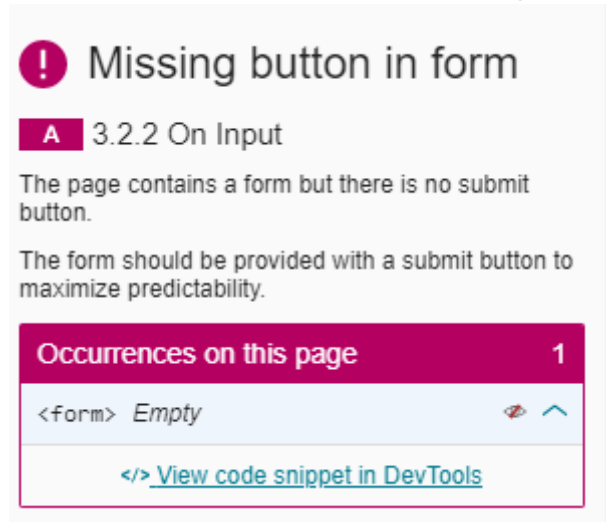 Missing button in form
A 3.2.2 On Input
The page contains a form but there is no submit
button.
The form should be provided with a submit button to
maximize predictability.
Occurrences on this page 1
<form> Empty
</> View code snippet in DevTools